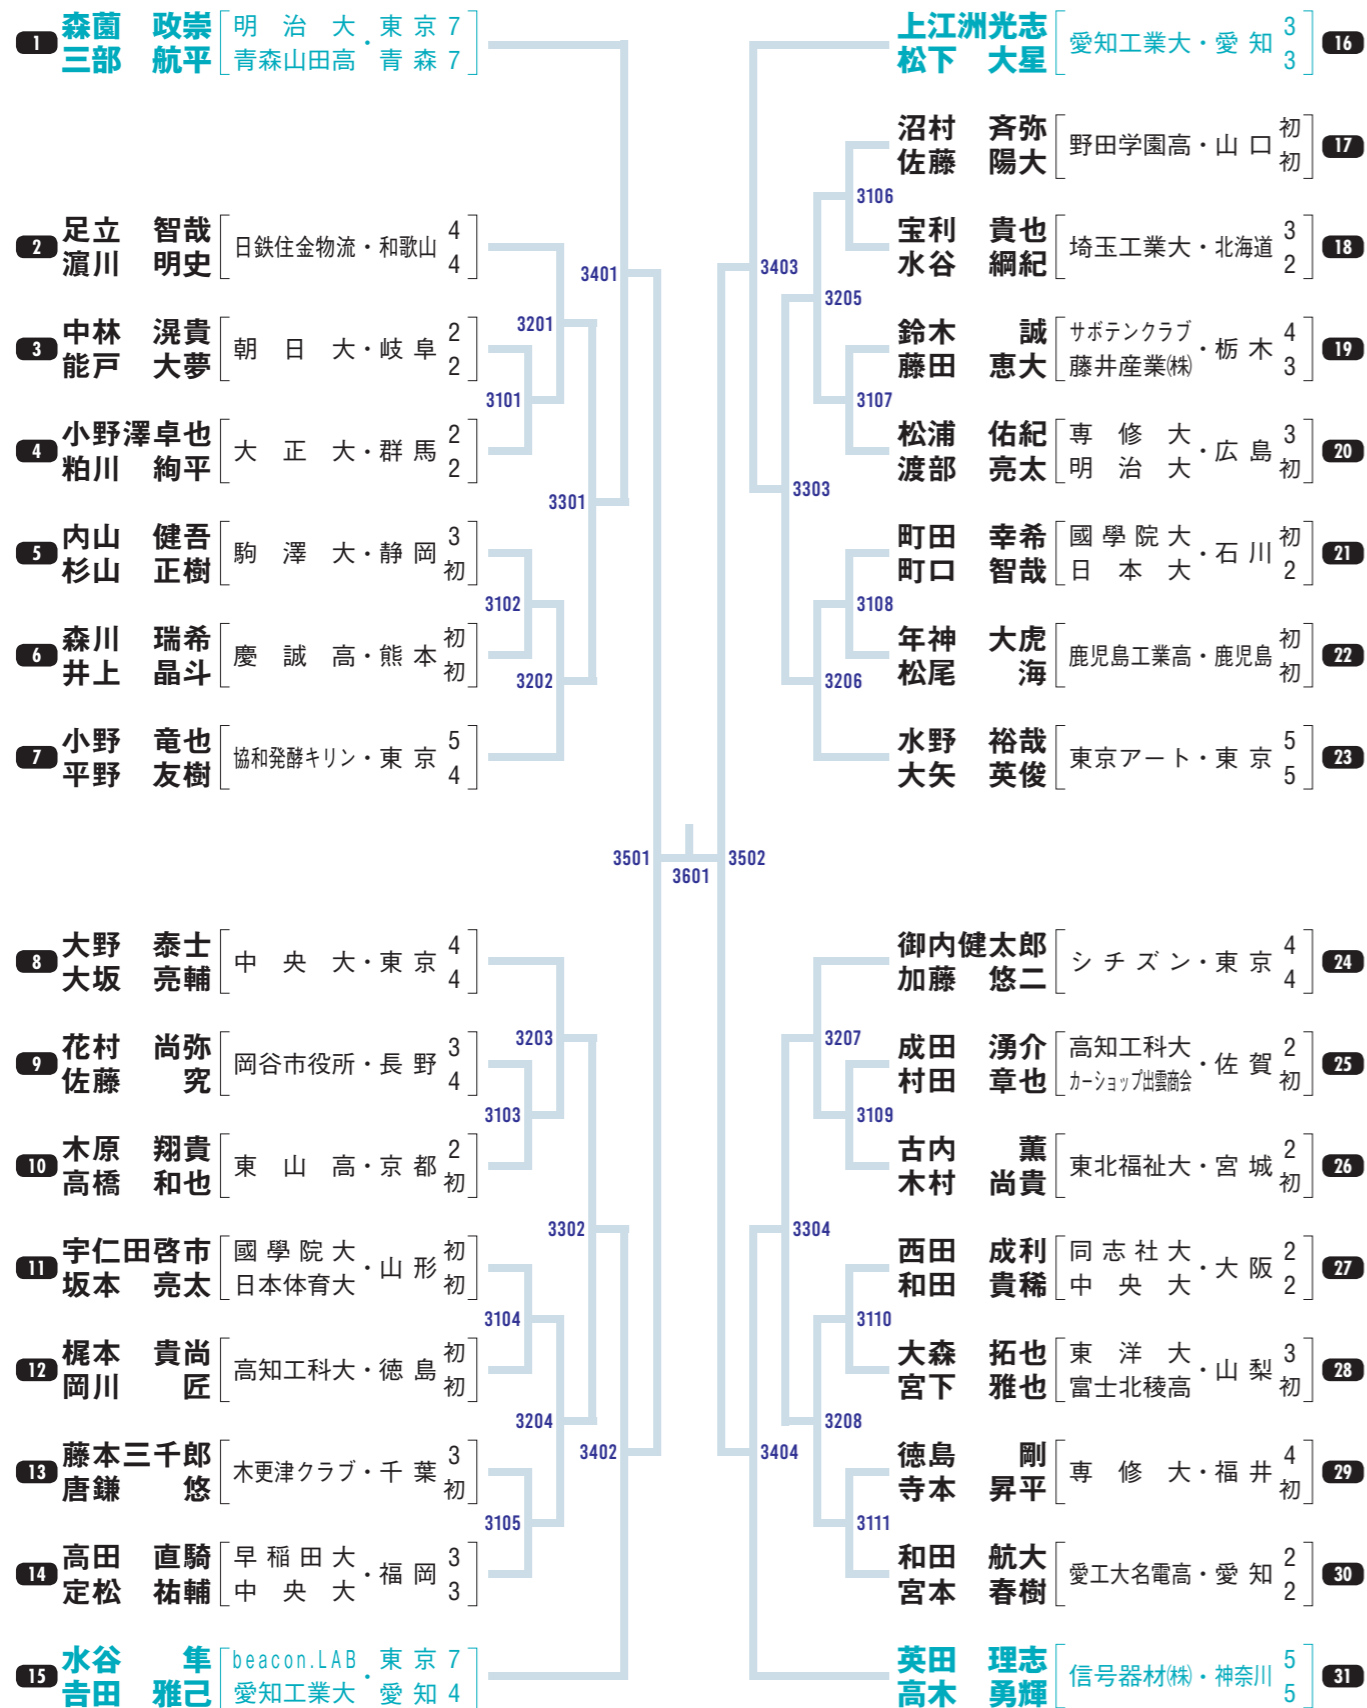 1 森薗 政崇 [明治大・東京 7]
三部 航平 [青森山田高・青森 7]
2 足立 智哉 [日鉄住金物流・和歌山 4]
濵川 明史 4
3 中林 滉貴 [朝日大・岐阜 2]
能戸 大夢 2
4 小野澤卓也 [大正大・群馬 2]
粕川 絢平 2
5 内山 健吾 [駒澤大・静岡 3]
杉山 正樹 初
6 森川 瑞希 [慶誠高・熊本 初]
井上 晶斗 初
7 小野 竜也 [協和発酵キリン・東京 5]
平野 友樹 4
8 大野 泰士 [中央大・東京 4]
大坂 亮輔 4
9 花村 尚弥 [岡谷市役所・長野 3]
佐藤 究 4
10 木原 翔貴 [東山高・京都 2]
高橋 和也 初
11 宇仁田啓市 [國學院大・山形 初]
坂本 亮太 [日本体育大 初]
12 梶本 貴尚 [高知工科大・徳島 初]
岡川 匠 初
13 藤本三千郎 [木更津クラブ・千葉 3]
唐鎌 悠 初
14 高田 直騎 [早稲田大・福岡 3]
定松 祐輔 [中央大 3]
15 水谷 隼 [beacon.LAB・東京 7]
吉田 雅己 [愛知工業大・愛知 4]
3101
3102
3103
3104
3105
3201
3202
3203
3204
3301
3302
3401
3402
3501
3601
3502
3403
3404
3303
3304
3205
3206
3207
3208
3106
3107
3108
3109
3110
3111
上江洲光志 [愛知工業大・愛知 3] 16
松下 大星 3
沼村 斉弥 [野田学園高・山口 初] 17
佐藤 陽大 初
宝利 貴也 [埼玉工業大・北海道 3] 18
水谷 綱紀 2
鈴木 誠 [サボテンクラブ・栃木 4] 19
藤田 恵大 [藤井産業㈱ 3]
松浦 佑紀 [専修大・広島 3] 20
渡部 亮太 [明治大 初]
町田 幸希 [國學院大・石川 初] 21
町口 智哉 [日本大 2]
年神 大虎 [鹿児島工業高・鹿児島 初] 22
松尾 海 初
水野 裕哉 [東京アート・東京 5] 23
大矢 英俊 5
御内健太郎 [シチズン・東京 4] 24
加藤 悠二 4
成田 湧介 [高知工科大・佐賀 2] 25
村田 章也 [カーショップ出雲商会 初]
古内 薫 [東北福祉大・宮城 2] 26
木村 尚貴 初
西田 成利 [同志社大・大阪 2] 27
和田 貴稀 [中央大 2]
大森 拓也 [東洋大・山梨 3] 28
宮下 雅也 [富士北稜高 初]
徳島 剛 [専修大・福井 4] 29
寺本 昇平 初
和田 航大 [愛工大名電高・愛知 2] 30
宮本 春樹 2
英田 理志 [信号器材㈱・神奈川 5] 31
高木 勇輝 5